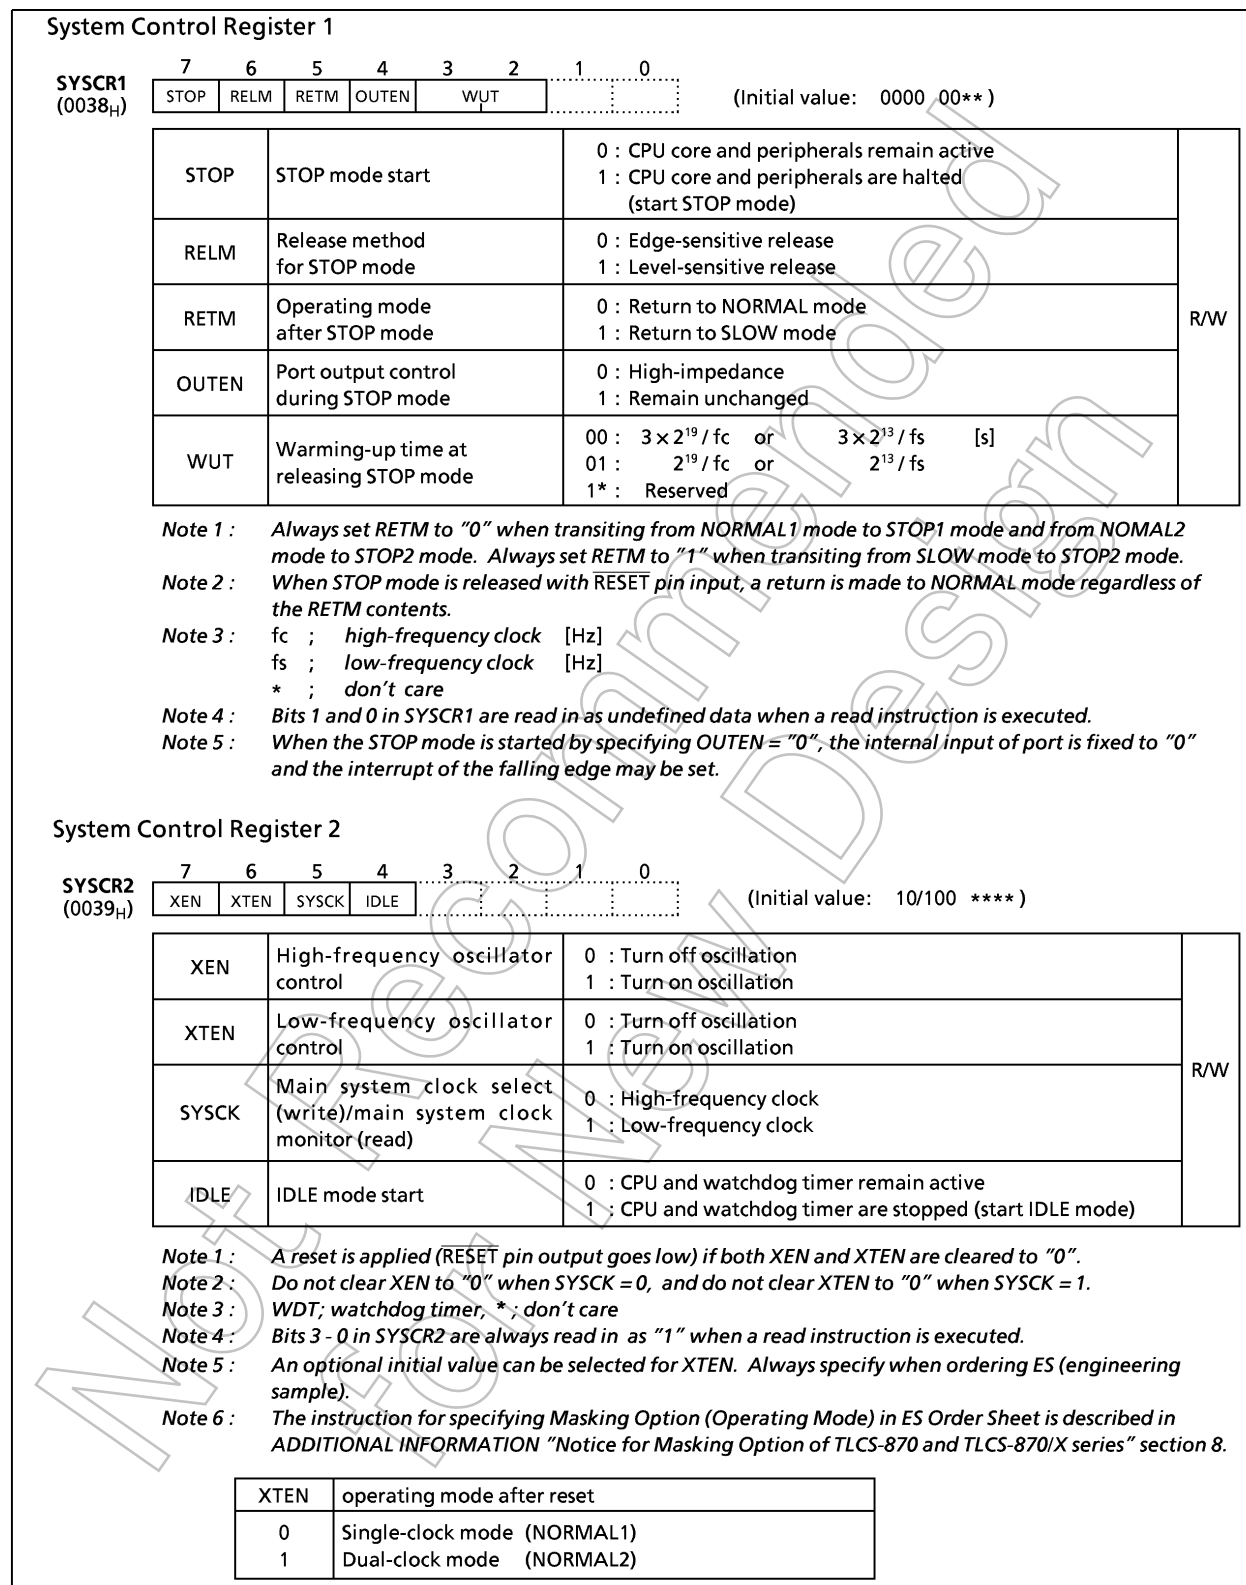 System Control Register 1
7 6 5 4 3 2 1 0
SYSCR1
(0038H)
STOP RELM RETM OUTEN WUT
(Initial value: 0000 00**)
STOP STOP mode start
0 : CPU core and peripherals remain active
1 : CPU core and peripherals are halted
(start STOP mode)
RELM Release method for STOP mode
0 : Edge-sensitive release
1 : Level-sensitive release
RETM Operating mode after STOP mode
0 : Return to NORMAL mode
1 : Return to SLOW mode
R/W
OUTEN Port output control during STOP mode
0 : High-impedance
1 : Remain unchanged
WUT Warming-up time at releasing STOP mode
00 : 3 × 2¹⁹ / fc or 3 × 2¹³ / fs [s]
01 : 2¹⁹ / fc or 2¹³ / fs
1* : Reserved
Note 1 : Always set RETM to "0" when transiting from NORMAL1 mode to STOP1 mode and from NOMAL2
mode to STOP2 mode. Always set RETM to "1" when transiting from SLOW mode to STOP2 mode.
Note 2 : When STOP mode is released with RESET pin input, a return is made to NORMAL mode regardless of
the RETM contents.
Note 3 : fc ; high-frequency clock [Hz]
fs ; low-frequency clock [Hz]
* ; don't care
Note 4 : Bits 1 and 0 in SYSCR1 are read in as undefined data when a read instruction is executed.
Note 5 : When the STOP mode is started by specifying OUTEN = "0", the internal input of port is fixed to "0"
and the interrupt of the falling edge may be set.
System Control Register 2
7 6 5 4 3 2 1 0
SYSCR2
(0039H)
XEN XTEN SYSCK IDLE
(Initial value: 10/100 ****)
XEN High-frequency oscillator control
0 : Turn off oscillation
1 : Turn on oscillation
XTEN Low-frequency oscillator control
0 : Turn off oscillation
1 : Turn on oscillation
R/W
SYSCK Main system clock select (write)/main system clock monitor (read)
0 : High-frequency clock
1 : Low-frequency clock
IDLE IDLE mode start
0 : CPU and watchdog timer remain active
1 : CPU and watchdog timer are stopped (start IDLE mode)
Note 1 : A reset is applied (RESET pin output goes low) if both XEN and XTEN are cleared to "0".
Note 2 : Do not clear XEN to "0" when SYSCK = 0, and do not clear XTEN to "0" when SYSCK = 1.
Note 3 : WDT; watchdog timer, * ; don't care
Note 4 : Bits 3 - 0 in SYSCR2 are always read in as "1" when a read instruction is executed.
Note 5 : An optional initial value can be selected for XTEN. Always specify when ordering ES (engineering
sample).
Note 6 : The instruction for specifying Masking Option (Operating Mode) in ES Order Sheet is described in
ADDITIONAL INFORMATION "Notice for Masking Option of TLCS-870 and TLCS-870/X series" section 8.
XTEN operating mode after reset
0 Single-clock mode (NORMAL1)
1 Dual-clock mode (NORMAL2)
Not Recommended
for New Design